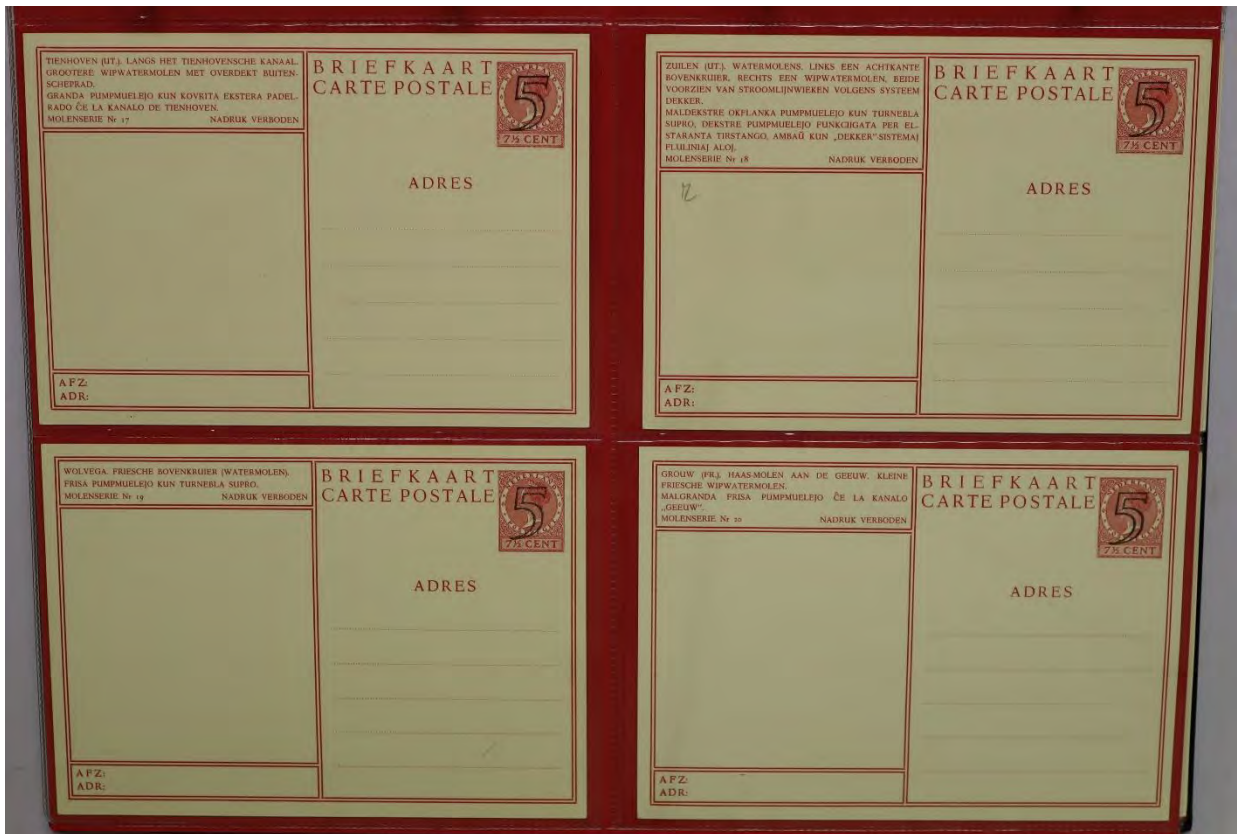 TIENHOVEN (UT.). LANGS HET TIENHOVENSCHE KANAAL.
GROOTERE WIPWATERMOLEN MET OVERDEKT BUITEN-
SCHEPRAD.
GRANDA PUMPMUELEJO KUN KOVRITA EKSTERA PADEL-
RADO ĈE LA KANALO DE TIENHOVEN.
MOLENSERIE Nr 17 NADRUK VERBODEN
BRIEFKAART
CARTE POSTALE
5
7½ CENT
ADRES
AFZ:
ADR:
ZUILEN (UT.). WATERMOLENS, LINKS EEN ACHTKANTE
BOVENKRUIER, RECHTS EEN WIPWATERMOLEN, BEIDE
VOORZIEN VAN STROOMLIJNWIEKEN VOLGENS SYSTEEM
DEKKER.
MALDEKSTRE OKFLANKA PUMPMUELEJO KUN TURNEBLA
SUPRO, DEKSTRE PUMPMUELEJO FUNKCIIGATA PER EL-
STARANTA TIRSTANGO, AMBAŬ KUN „DEKKER"-SISTEMAJ
FLULINIAJ ALOJ.
MOLENSERIE Nr 18 NADRUK VERBODEN
BRIEFKAART
CARTE POSTALE
5
7½ CENT
ADRES
AFZ:
ADR:
WOLVEGA. FRIESCHE BOVENKRUIER (WATERMOLEN).
FRISA PUMPMUELEJO KUN TURNEBLA SUPRO.
MOLENSERIE Nr 19 NADRUK VERBODEN
BRIEFKAART
CARTE POSTALE
5
7½ CENT
ADRES
AFZ:
ADR:
GROUW (FR.). HAAS-MOLEN AAN DE GEEUW. KLEINE
FRIESCHE WIPWATERMOLEN.
MALGRANDA FRISA PUMPMUELEJO ĈE LA KANALO
„GEEUW".
MOLENSERIE Nr 20 NADRUK VERBODEN
BRIEFKAART
CARTE POSTALE
5
7½ CENT
ADRES
AFZ:
ADR: